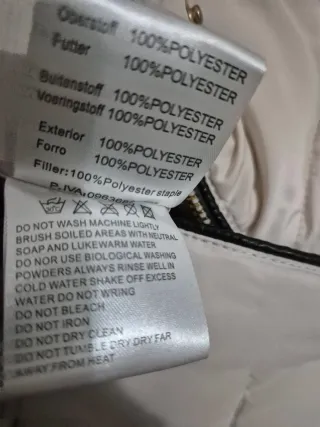 Oberstoff 100%POLYESTER
Futter 100%POLYESTER
Buitanstoff 100%POLYESTER
Voeringstoff 100%POLYESTER
Exterior 100%POLYESTER
Forro 100%POLYESTER
Filler:100%Polyester staple
P.IVA
DO NOT WASH MACHINE LIGHTLY
BRUSH SOILED AREAS WITH NEUTRAL
SOAP AND LUKEWARM WATER
DO NOR USE BIOLOGICAL WASHING
POWDERS ALWAYS RINSE WELL IN
COLD WATER SHAKE OFF EXCESS
WATER DO NOT WRING
DO NOT BLEACH
DO NOT IRON
DO NOT DRY CLEAN
DO NOT TUMBLE DRY DRY FAR
AWAY FROM HEAT